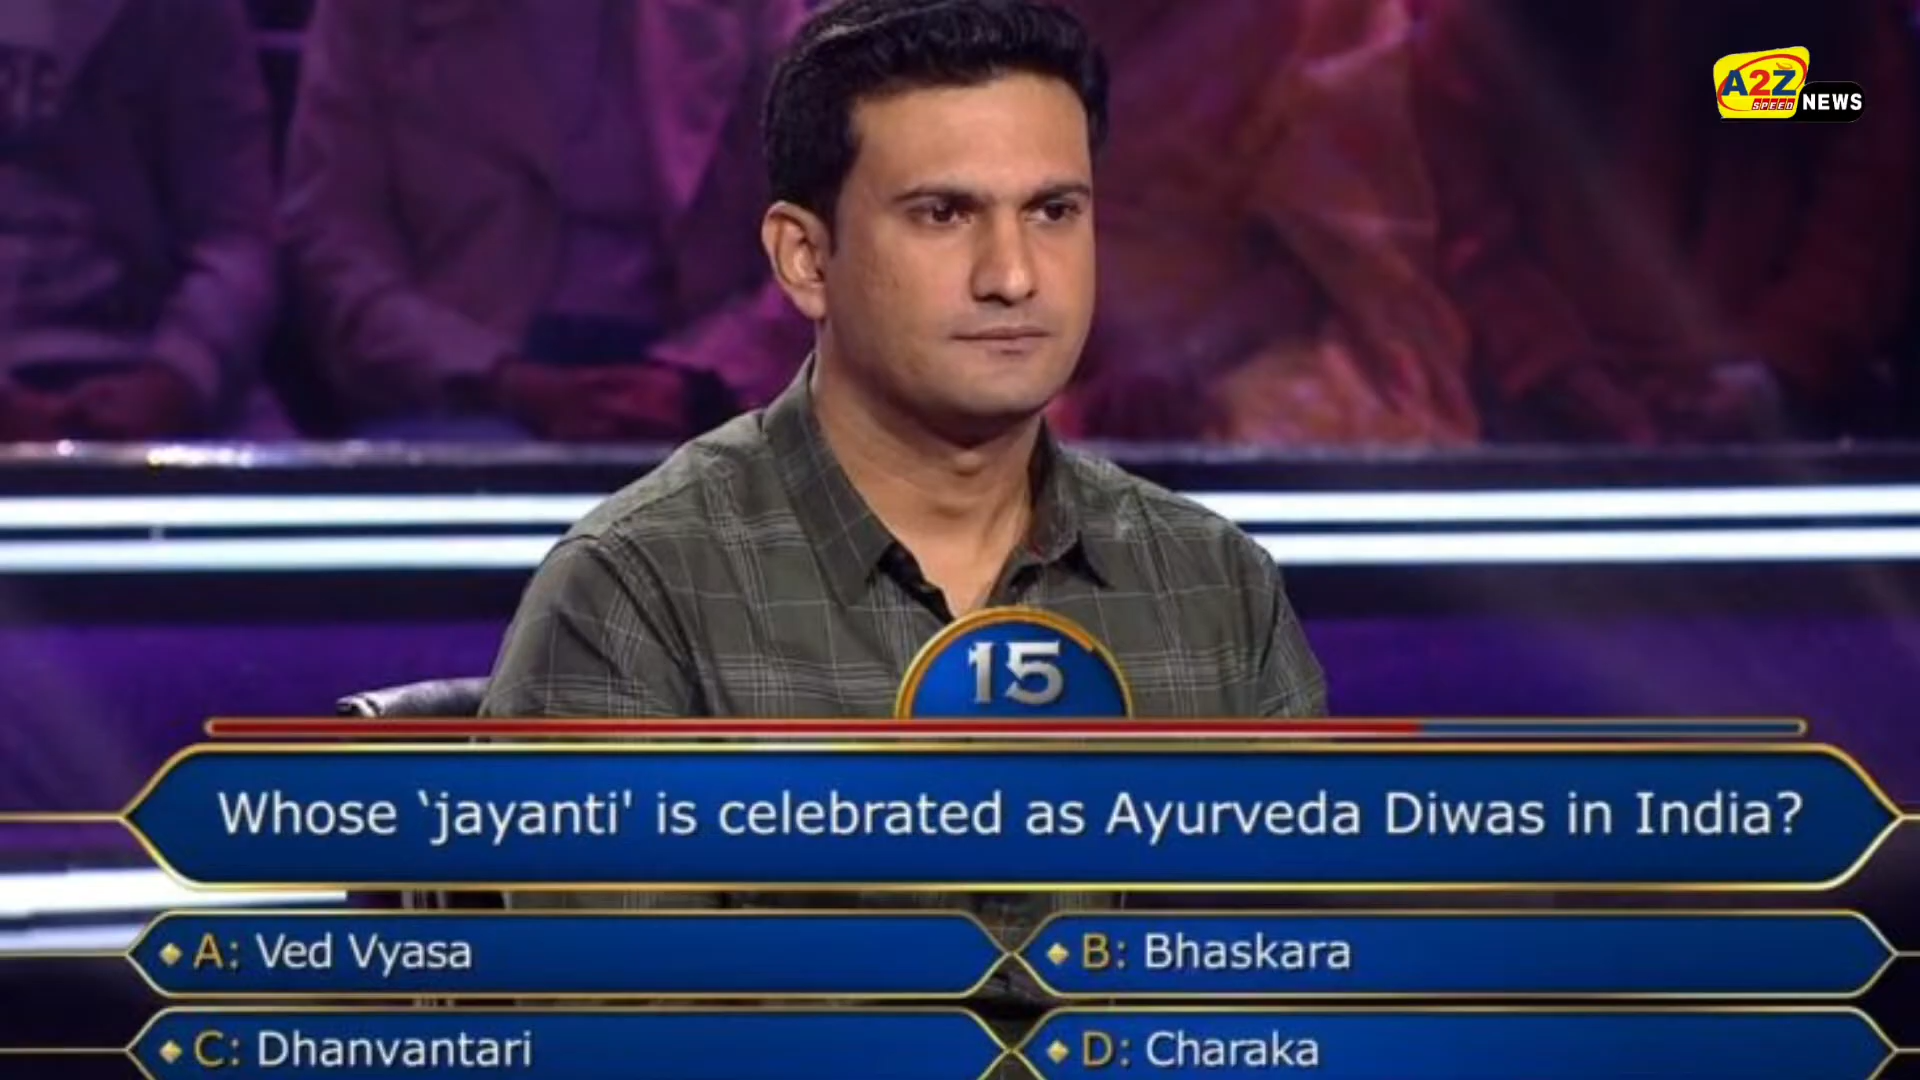 A2Z
SPEED NEWS
15
Whose ‘jayanti' is celebrated as Ayurveda Diwas in India?
A: Ved Vyasa
B: Bhaskara
C: Dhanvantari
D: Charaka